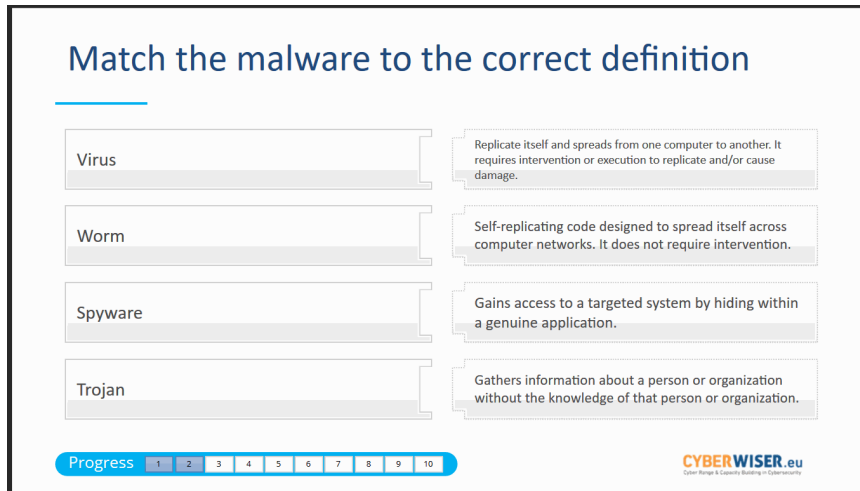 Match the malware to the correct definition
Virus
Replicate itself and spreads from one computer to another. It
requires intervention or execution to replicate and/or cause
damage.
Worm
Self-replicating code designed to spread itself across
computer networks. It does not require intervention.
Spyware
Gains access to a targeted system by hiding within
a genuine application.
Trojan
Gathers information about a person or organization
without the knowledge of that person or organization.
Progress 1 2 3 4 5 6 7 8 9 10
CYBERWISER.eu
Cyber Range & Capacity Building in Cybersecurity